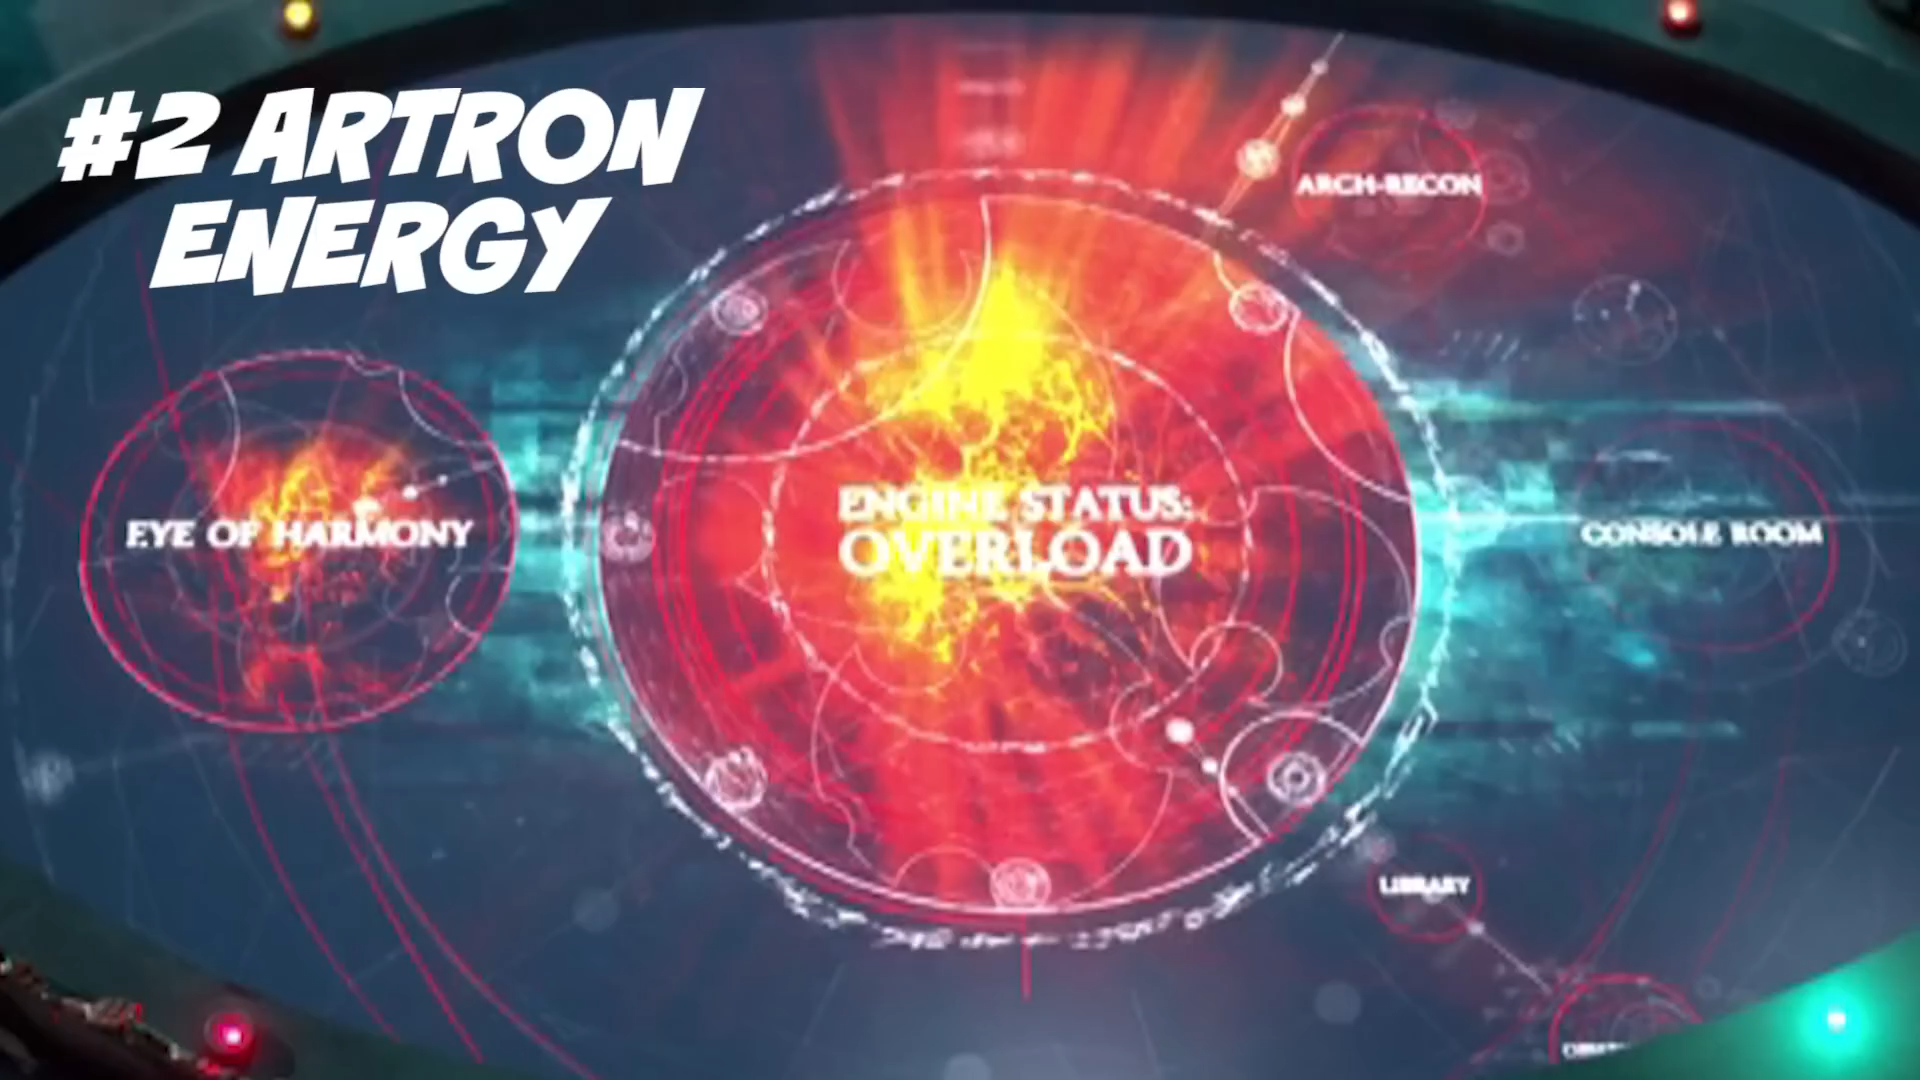 #2 ARTRON
ENERGY
ARCH-RECON
EYE OF HARMONY
ENGINE STATUS:
OVERLOAD
CONSOLE ROOM
LIBRARY